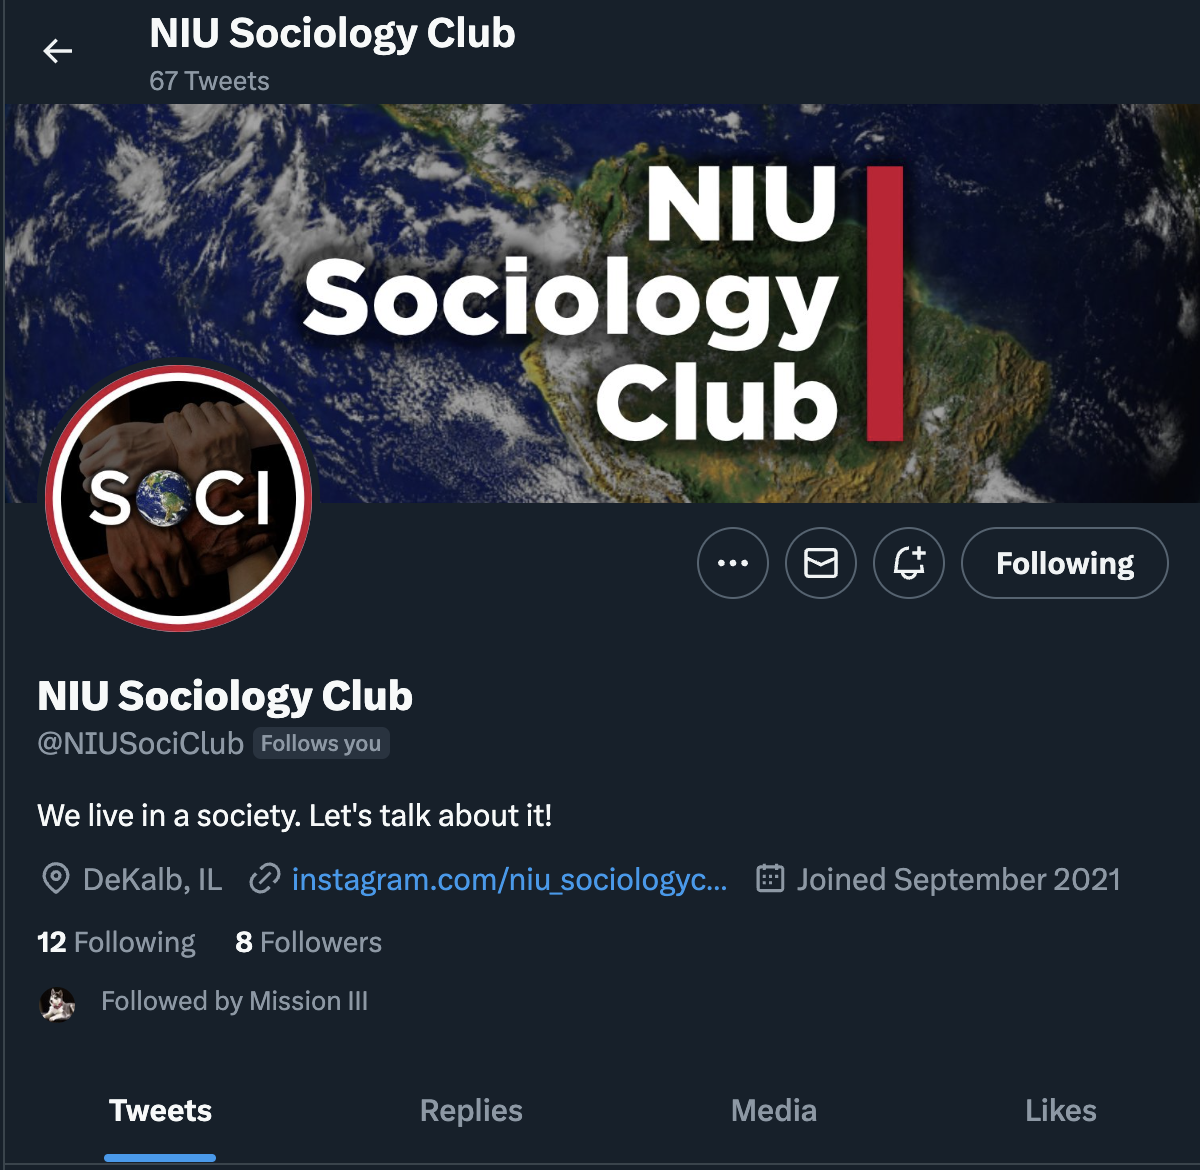 NIU Sociology Club
67 Tweets
NIU
Sociology
Club
SOCI
Following
NIU Sociology Club
@NIUSociClub Follows you
We live in a society. Let's talk about it!
DeKalb, IL instagram.com/niu_sociologyc... Joined September 2021
12 Following 8 Followers
Followed by Mission III
Tweets Replies Media Likes